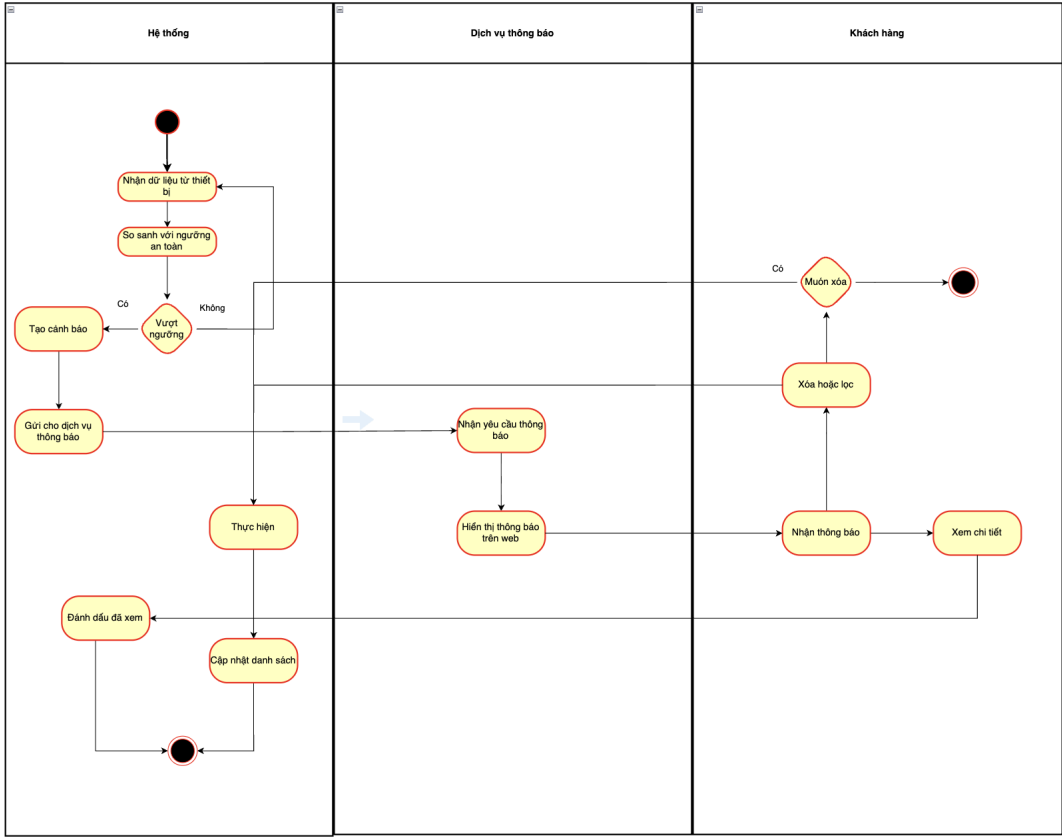 Hệ thống
Dịch vụ thông báo
Khách hàng
Nhận dữ liệu từ thiết
bị
So sanh với ngưỡng
an toàn
Vượt
ngưỡng
Có
Không
Tạo cảnh báo
Gửi cho dịch vụ
thông báo
Nhận yêu cầu thông
báo
Hiển thị thông báo
trên web
Nhận thông báo
Xem chi tiết
Xóa hoặc lọc
Muốn xóa
Có
Thực hiện
Đánh dấu đã xem
Cập nhật danh sách